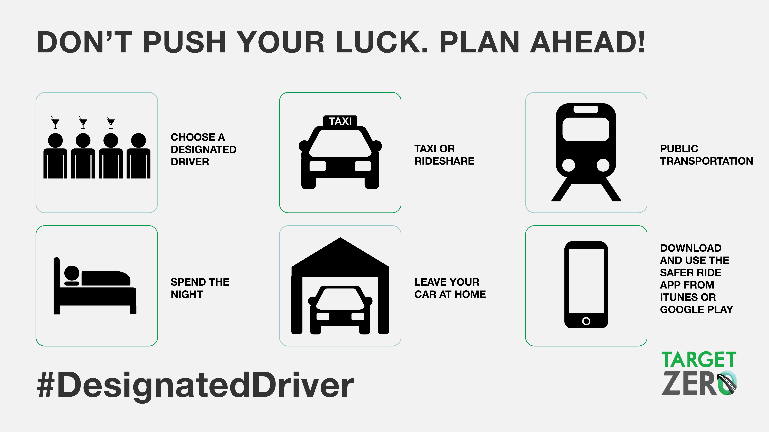 DON'T PUSH YOUR LUCK. PLAN AHEAD!
CHOOSE A
DESIGNATED
DRIVER
TAXI
TAXI OR
RIDESHARE
PUBLIC
TRANSPORTATION
SPEND THE
NIGHT
LEAVE YOUR
CAR AT HOME
DOWNLOAD
AND USE THE
SAFER RIDE
APP FROM
ITUNES OR
GOOGLE PLAY
#DesignatedDriver
TARGET
ZERO